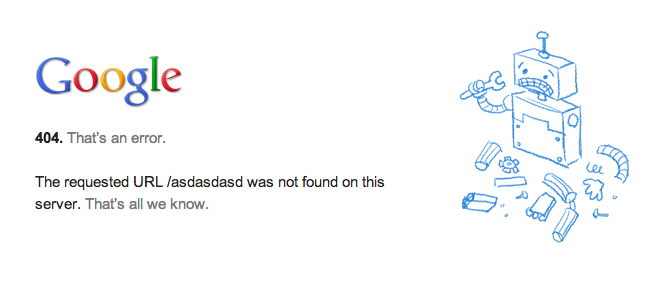 Google
404. That's an error.
The requested URL /asdasdasd was not found on this
server. That's all we know.